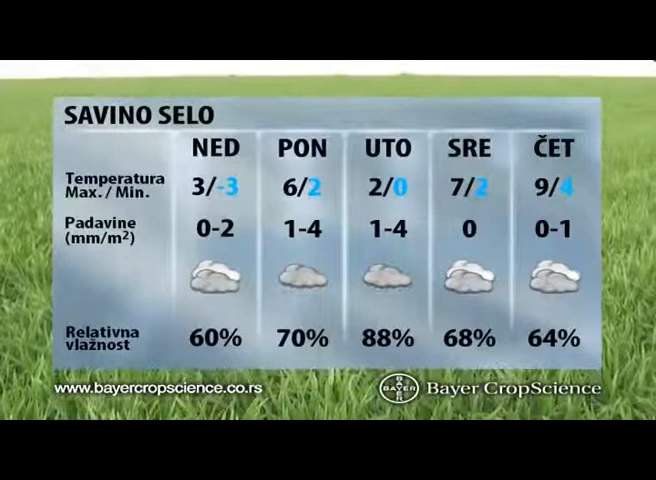 SAVINO SELO
NED PON UTO SRE ČET
Temperatura
Max. / Min.
3/-3 6/2 2/0 7/2 9/4
Padavine
(mm/m²)
0-2 1-4 1-4 0 0-1
Relativna
vlažnost
60% 70% 88% 68% 64%
www.bayercropscience.co.rs
BAYER
BAYER
Bayer CropScience